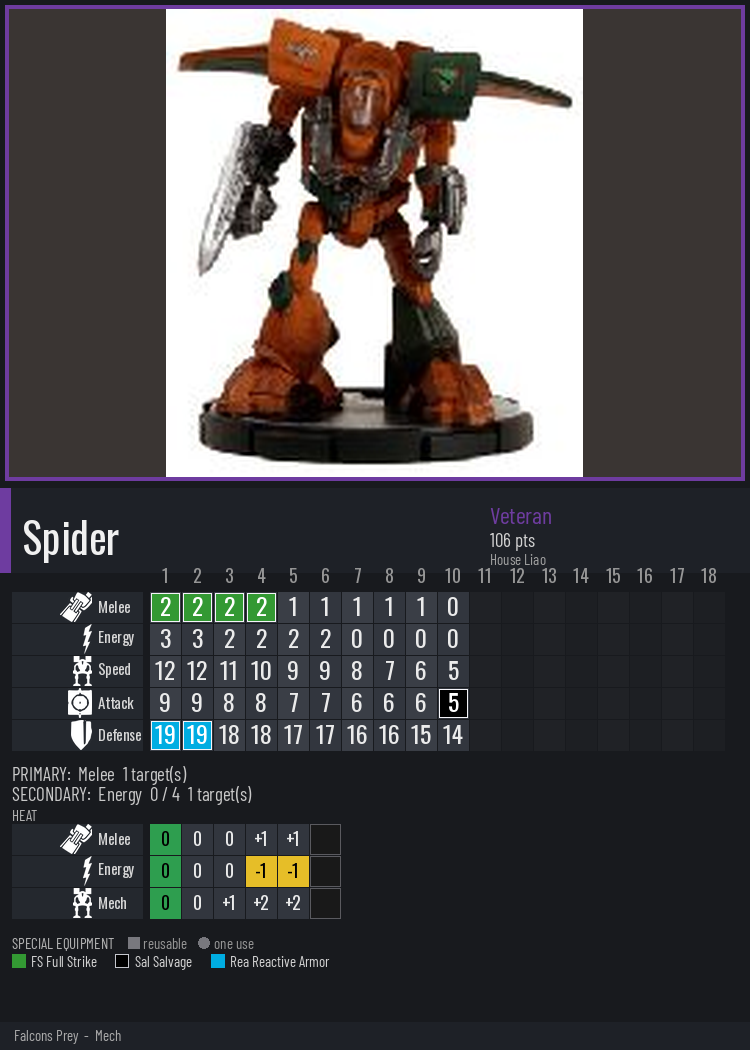 Spider
Veteran
106 pts
House Liao
1 2 3 4 5 6 7 8 9 10 11 12 13 14 15 16 17 18
Melee 2 2 2 2 1 1 1 1 1 0
Energy 3 3 2 2 2 2 0 0 0 0
Speed 12 12 11 10 9 9 8 7 6 5
Attack 9 9 8 8 7 7 6 6 6 5
Defense 19 19 18 18 17 17 16 16 15 14
PRIMARY: Melee 1 target(s)
SECONDARY: Energy 0 / 4 1 target(s)
HEAT
Melee 0 0 0 +1 +1
Energy 0 0 0 -1 -1
Mech 0 0 +1 +2 +2
SPECIAL EQUIPMENT reusable one use
FS Full Strike Sal Salvage Rea Reactive Armor
Falcons Prey - Mech